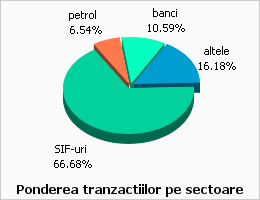 petrol
6.54%
banci
10.59%
altele
16.18%
SIF-uri
66.68%
Ponderea tranzactiilor pe sectoare